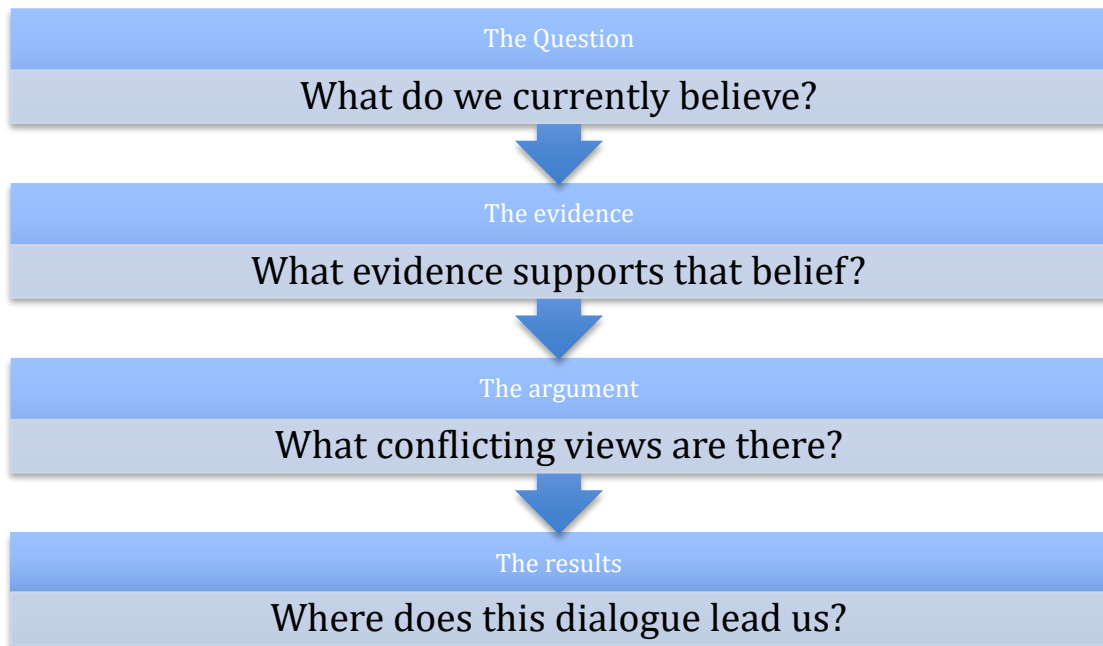 The Question
What do we currently believe?
The evidence
What evidence supports that belief?
The argument
What conflicting views are there?
The results
Where does this dialogue lead us?